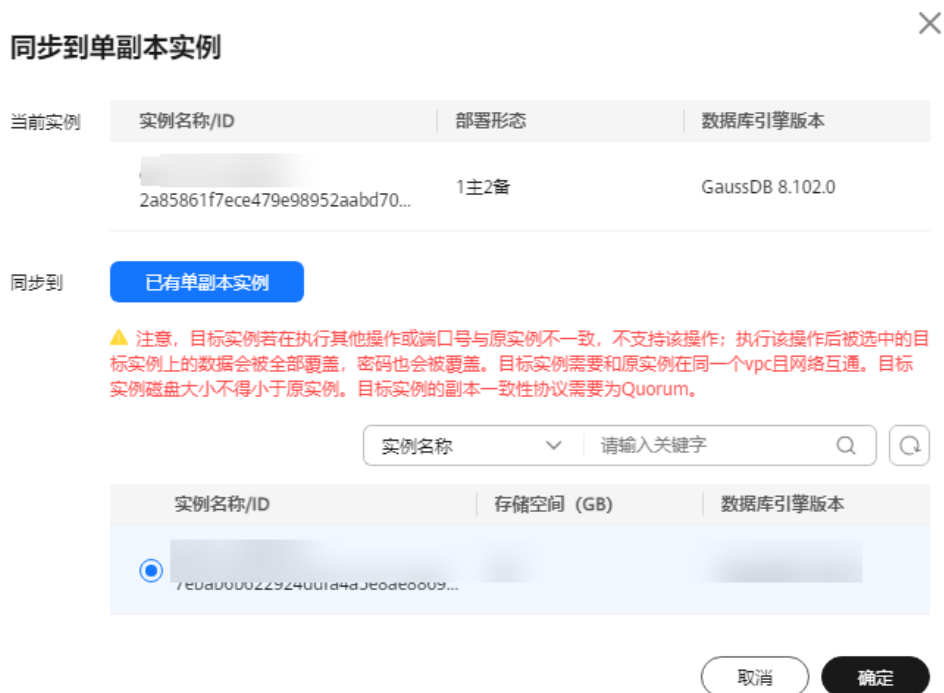 同步到单副本实例
当前实例
实例名称/ID 部署形态 数据库引擎版本
2a85861f7ece479e98952aabd70... 1主2备 GaussDB 8.102.0
同步到 已有单副本实例
注意，目标实例若在执行其他操作或端口号与原实例不一致，不支持该操作；执行该操作后被选中的目
标实例上的数据会被全部覆盖，密码也会被覆盖。目标实例需要和原实例在同一个vpc且网络互通。目标
实例磁盘大小不得小于原实例。目标实例的副本一致性协议需要为Quorum。
实例名称 请输入关键字
实例名称/ID 存储空间（GB） 数据库引擎版本
取消 确定